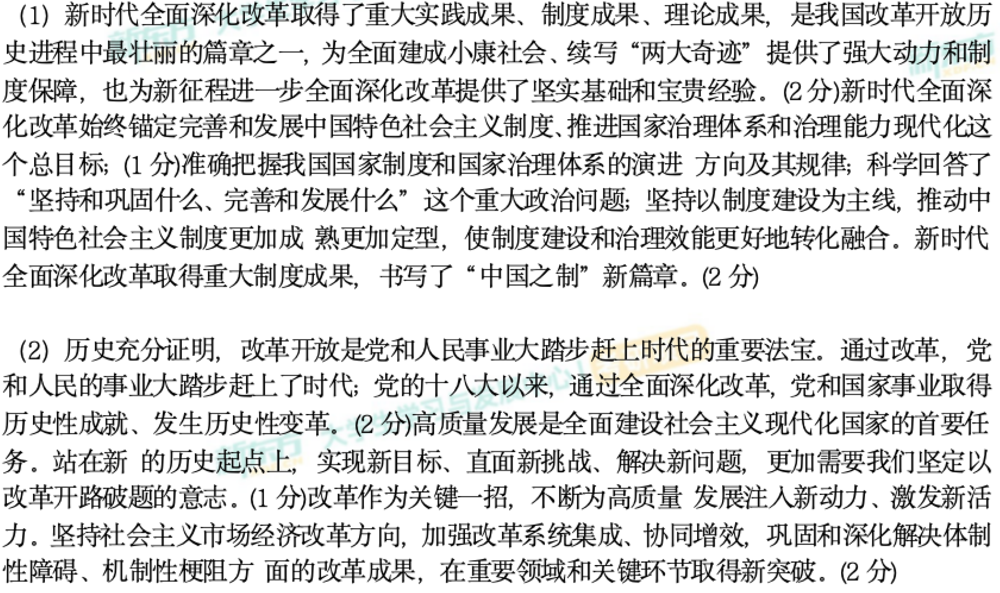 (1) 新时代全面深化改革取得了重大实践成果、制度成果、理论成果, 是我国改革开放历
史进程中最壮丽的篇章之一, 为全面建成小康社会、续写“两大奇迹”提供了强大动力和制
度保障, 也为新征程进一步全面深化改革提供了坚实基础和宝贵经验。(2 分)新时代全面深
化改革始终锚定完善和发展中国特色社会主义制度、推进国家治理体系和治理能力现代化这
个总目标; (1 分)准确把握我国国家制度和国家治理体系的演进 方向及其规律; 科学回答了
“坚持和巩固什么、完善和发展什么”这个重大政治问题; 坚持以制度建设为主线, 推动中
国特色社会主义制度更加成 熟更加定型, 使制度建设和治理效能更好地转化融合。新时代
全面深化改革取得重大制度成果, 书写了“中国之制”新篇章。(2 分)
(2) 历史充分证明, 改革开放是党和人民事业大踏步赶上时代的重要法宝。通过改革, 党
和人民的事业大踏步赶上了时代; 党的十八大以来, 通过全面深化改革, 党和国家事业取得
历史性成就、发生历史性变革。(2 分)高质量发展是全面建设社会主义现代化国家的首要任
务。站在新 的历史起点上, 实现新目标、直面新挑战、解决新问题, 更加需要我们坚定以
改革开路破题的意志。(1 分)改革作为关键一招, 不断为高质量 发展注入新动力、激发新活
力。坚持社会主义市场经济改革方向, 加强改革系统集成、协同增效, 巩固和深化解决体制
性障碍、机制性梗阻方 面的改革成果, 在重要领域和关键环节取得新突破。(2 分)
新东方
XDF.CN
大学生学习与发展中心